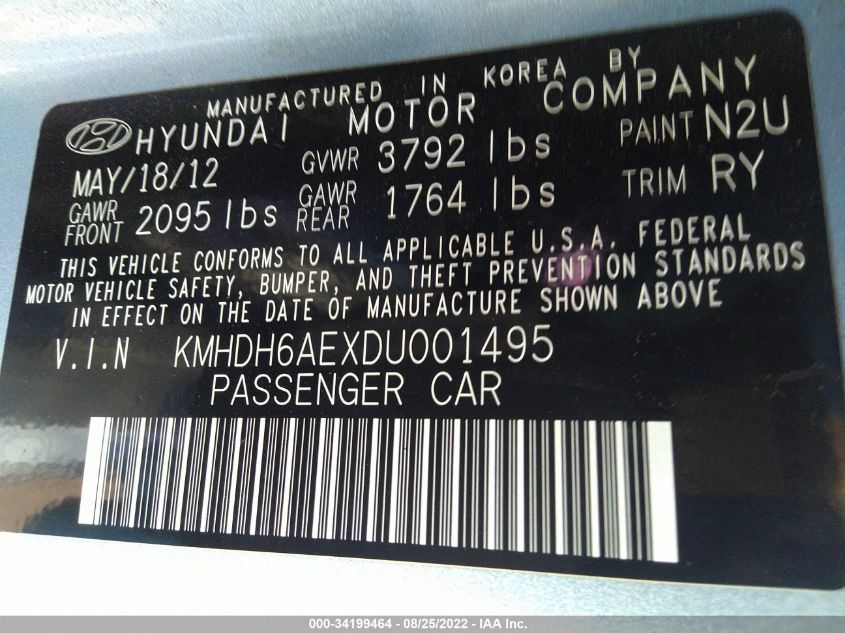 MANUFACTURED IN KOREA BY
HYUNDAI MOTOR COMPANY
MAY/18/12 GVWR 3792 lbs PAINT N2U
GAWR FRONT 2095 lbs GAWR REAR 1764 lbs TRIM RY
THIS VEHICLE CONFORMS TO ALL APPLICABLE U.S.A. FEDERAL
MOTOR VEHICLE SAFETY, BUMPER, AND THEFT PREVENTION STANDARDS
IN EFFECT ON THE DATE OF MANUFACTURE SHOWN ABOVE
V.I.N KMHDH6AEXDU001495
PASSENGER CAR
000-34199464 - 08/25/2022 - IAA Inc.